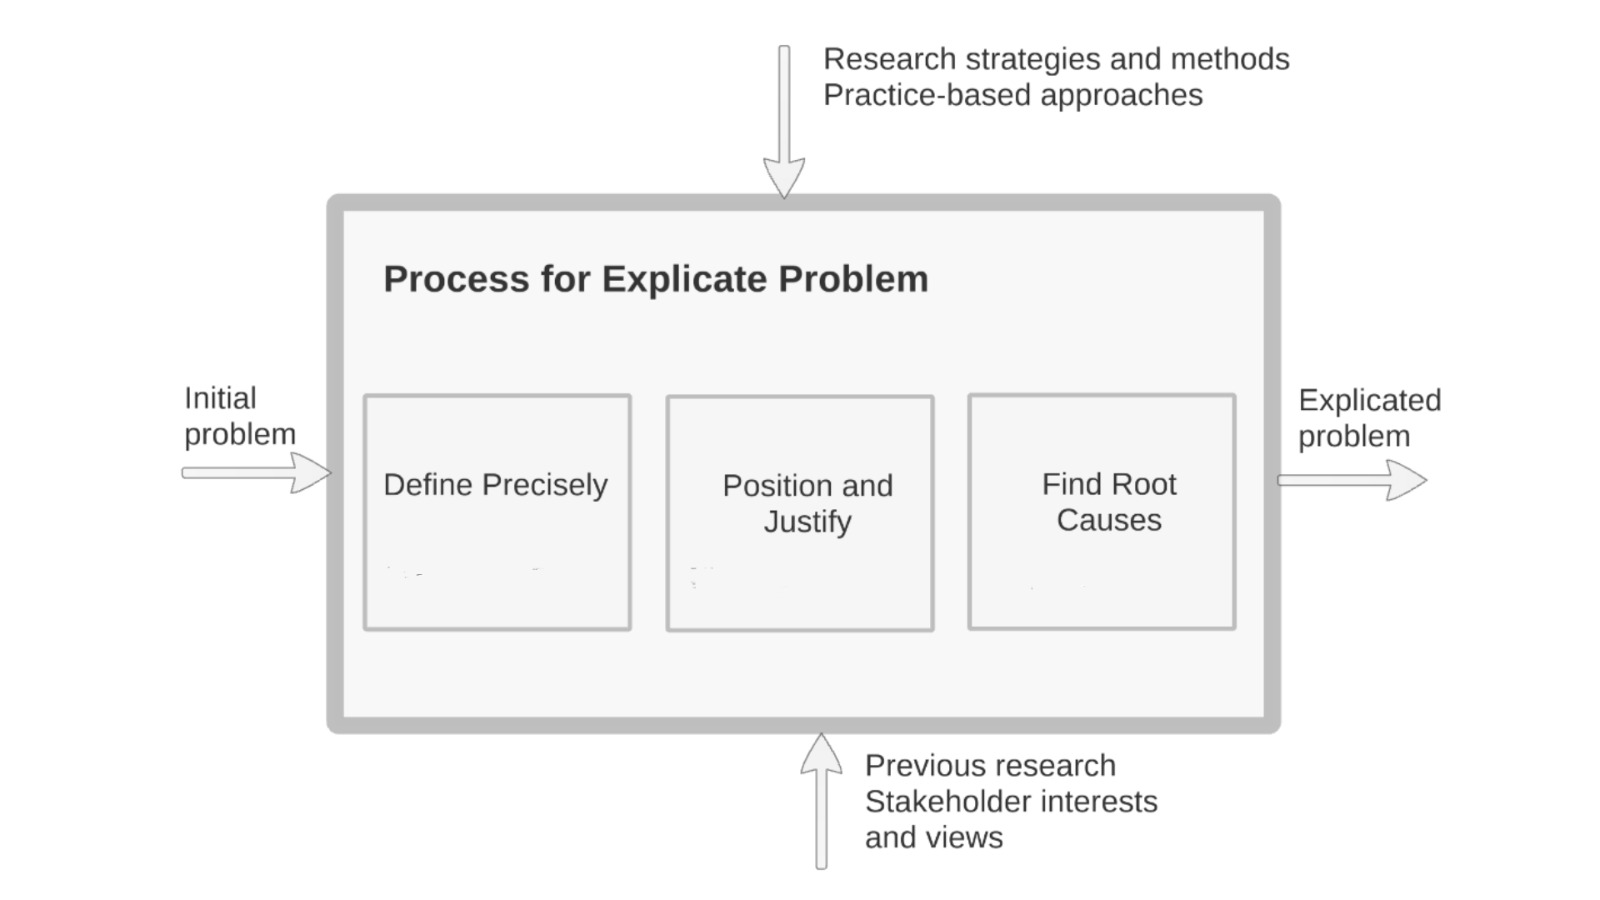 Research strategies and methods
Practice-based approaches
Process for Explicate Problem
Initial
problem
Define Precisely
Position and
Justify
Find Root
Causes
Explicated
problem
Previous research
Stakeholder interests
and views